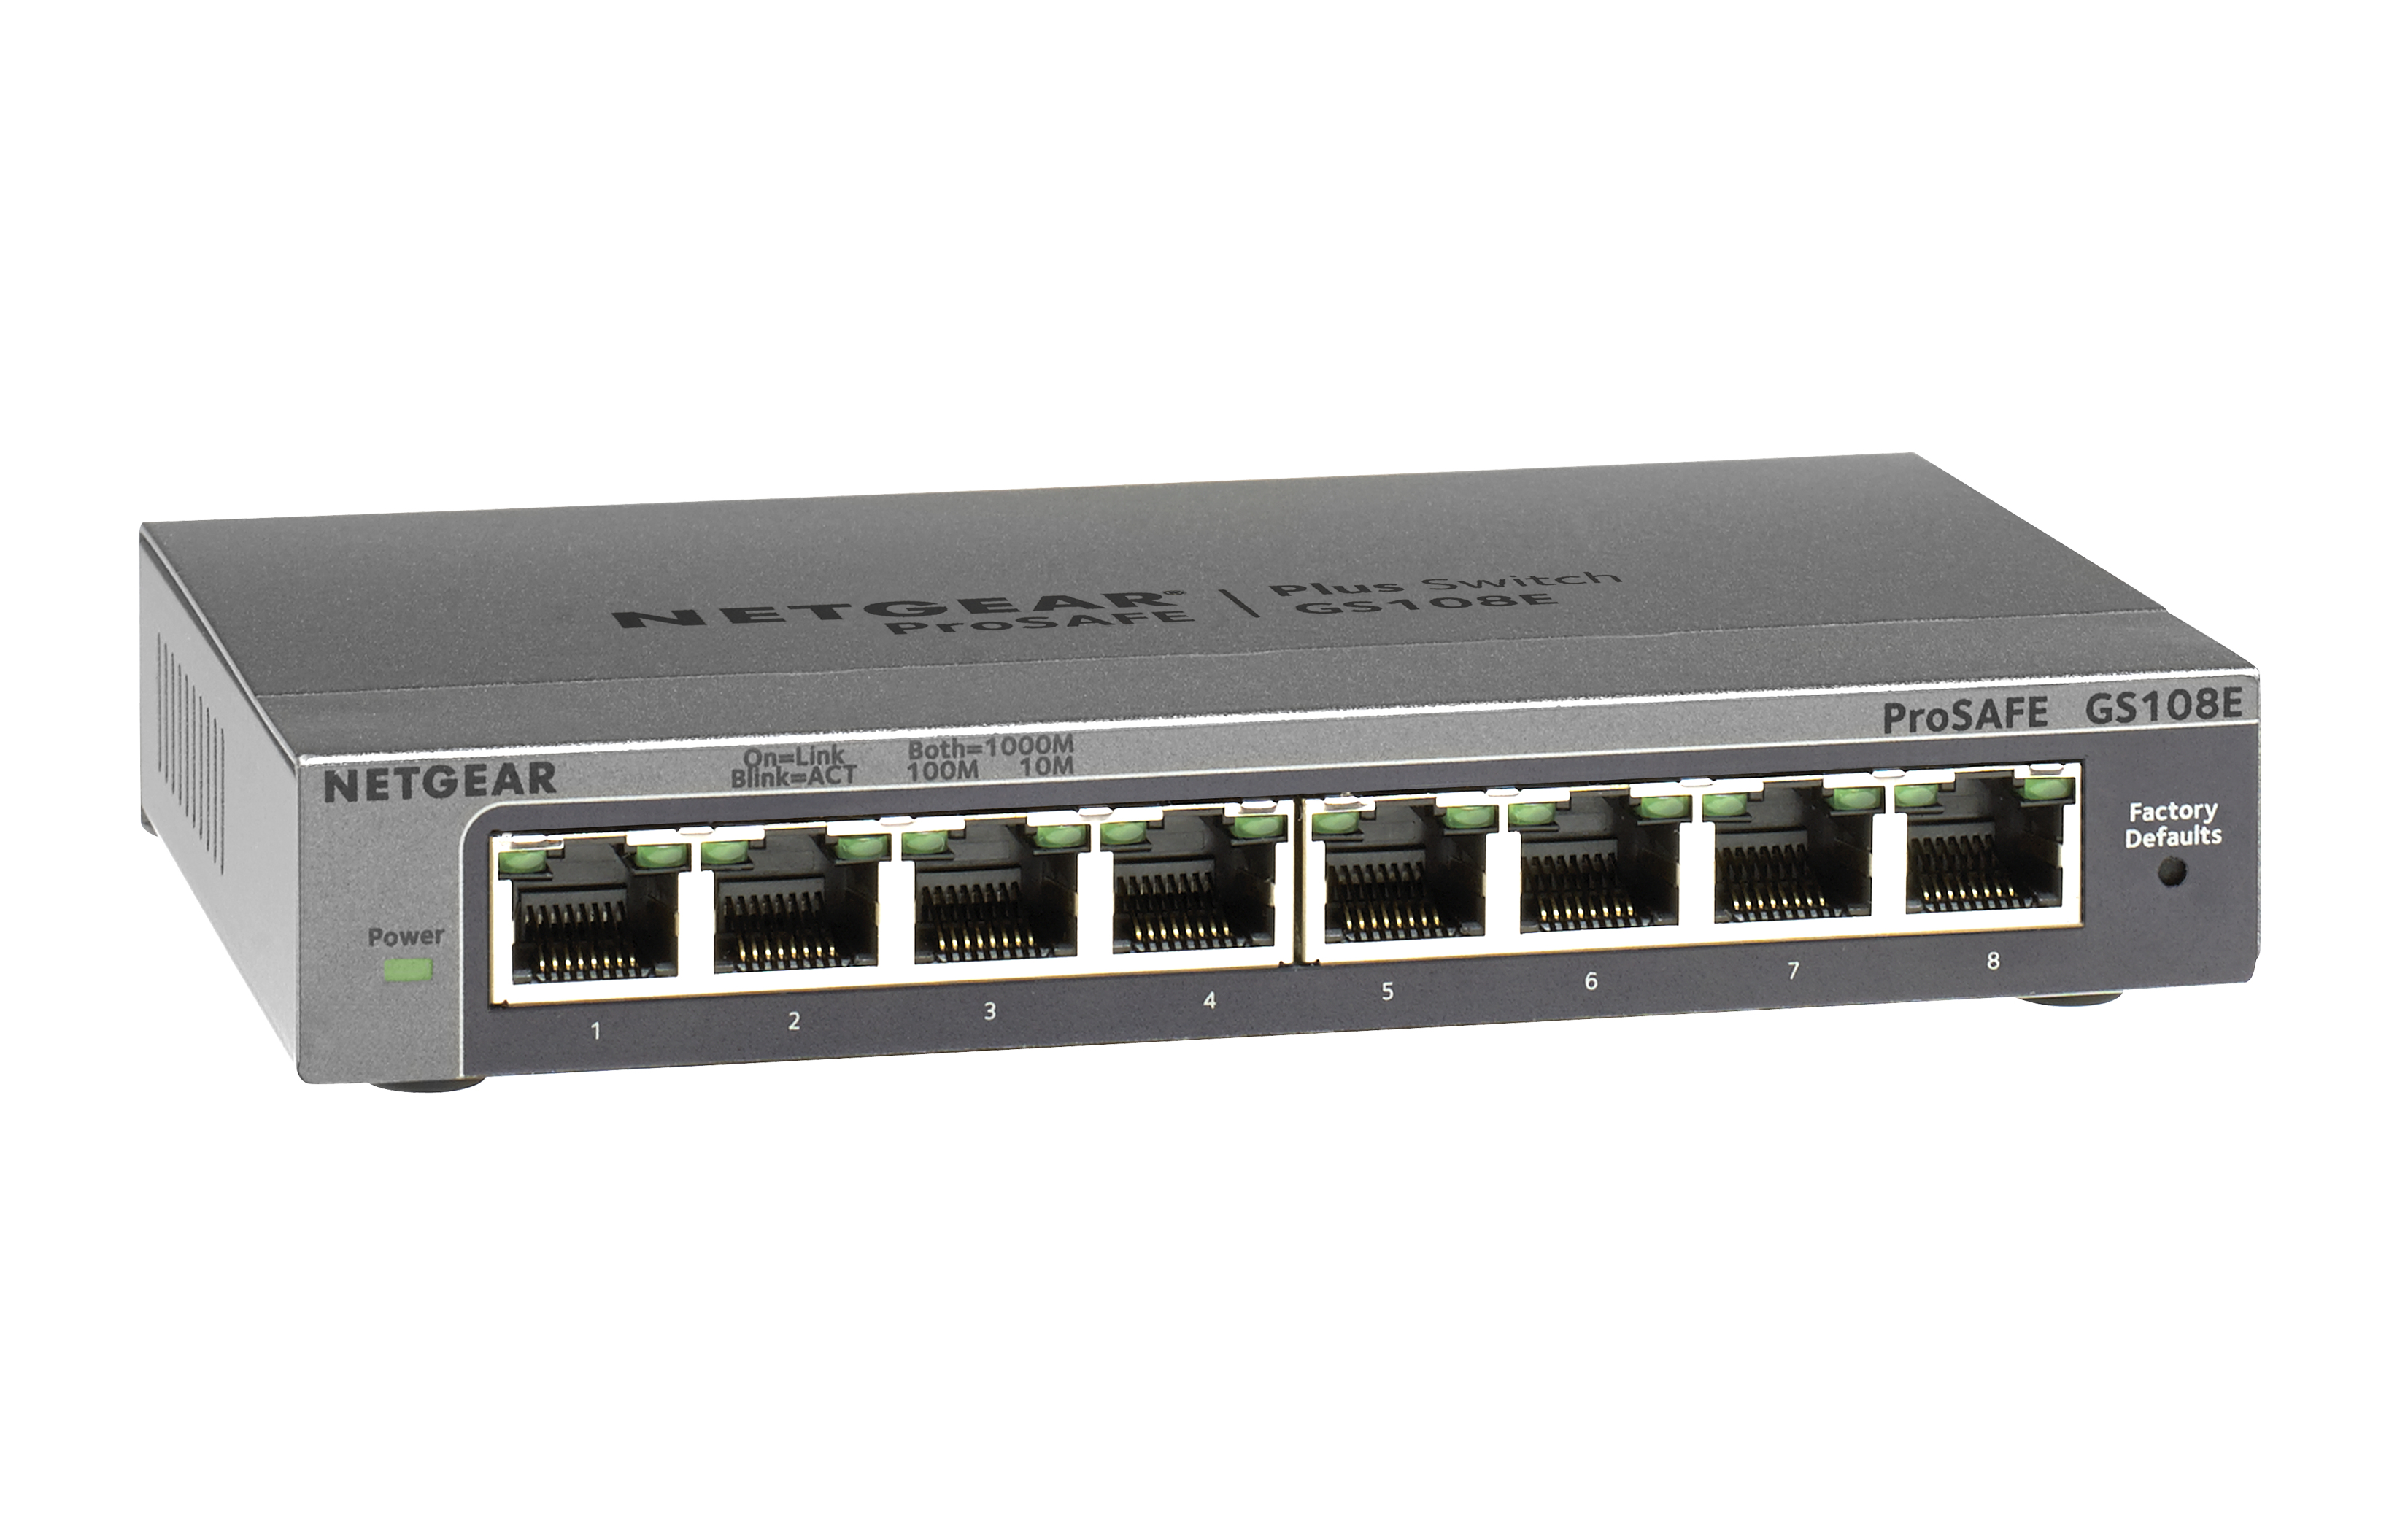 NETGEAR® | Plus Switch
ProSAFE GS108E
ProSAFE GS108E
NETGEAR
On=Link Both=1000M
Blink=ACT 100M 10M
Factory
Defaults
Power
1 2 3 4 5 6 7 8